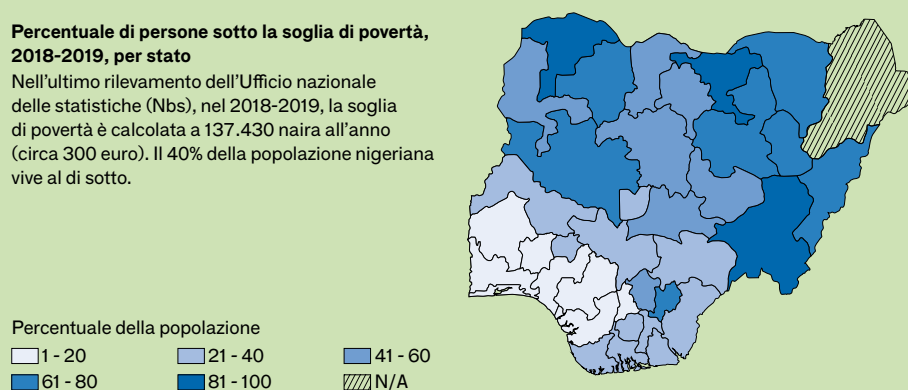 Percentuale di persone sotto la soglia di povertà,
2018-2019, per stato
Nell’ultimo rilevamento dell’Ufficio nazionale
delle statistiche (Nbs), nel 2018-2019, la soglia
di povertà è calcolata a 137.430 naira all’anno
(circa 300 euro). Il 40% della popolazione nigeriana
vive al di sotto.
Percentuale della popolazione
1 - 20
21 - 40
41 - 60
61 - 80
81 - 100
N/A